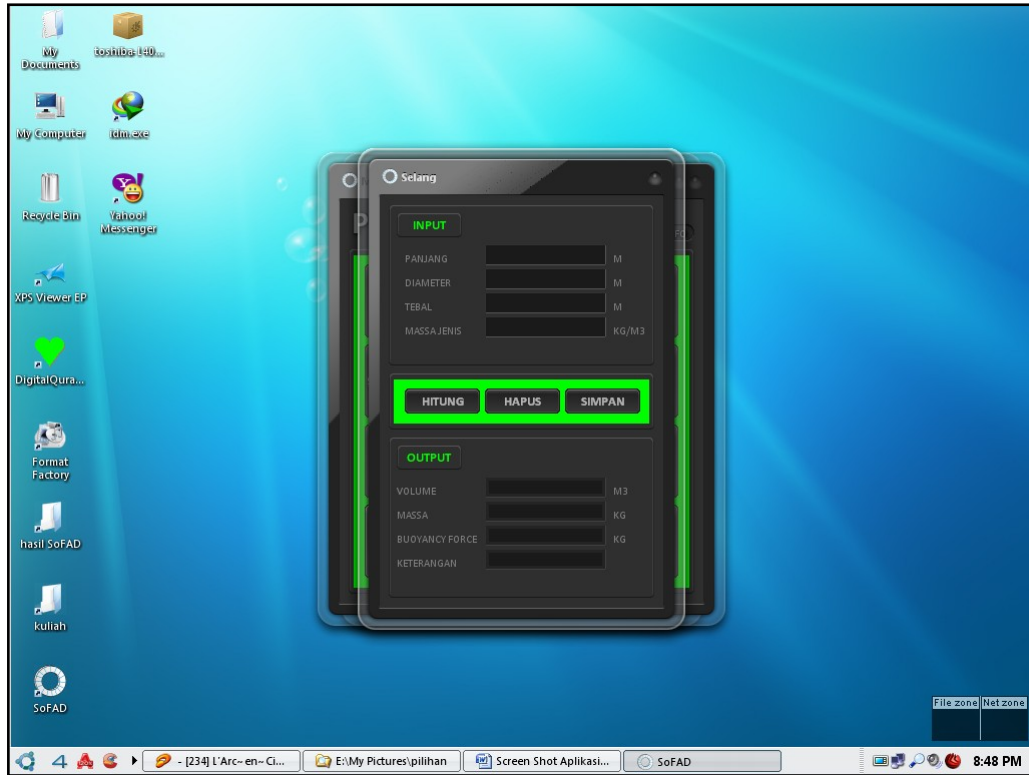 My Documents
toshiba-l40...
My Computer
idm.exe
Recycle Bin
Yahoo! Messenger
XPS Viewer EP
DigitalQura...
Format Factory
hasil SoFAD
kuliah
SoFAD
Selang
INPUT
PANJANG M
DIAMETER M
TEBAL M
MASSA JENIS KG/M3
HITUNG HAPUS SIMPAN
OUTPUT
VOLUME M3
MASSA KG
BUOYANCY FORCE KG
KETERANGAN
File zone Net zone
4 - [234] L'Arc~en~Ci... E:\My Pictures\pilihan Screen Shot Aplikasi... SoFAD 8:48 PM